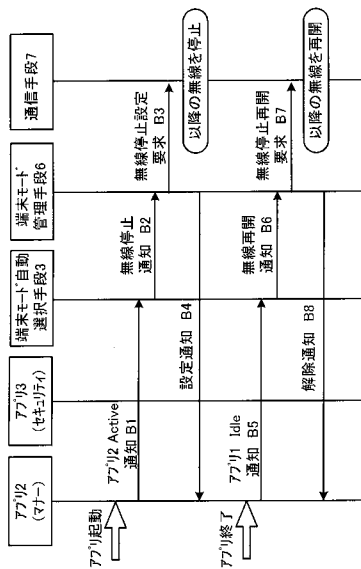 アプリ2
(マナー)
アプリ3
(セキュリティ)
端末モード自動
選択手段3
端末モード
管理手段6
通信手段7
アプリ起動
アプリ2 Active
通知 B1
無線停止
通知 B2
無線停止設定
要求 B3
以降の無線を停止
設定通知 B4
アプリ終了
アプリ1 Idle
通知 B5
無線再開
通知 B6
無線停止再開
要求 B7
以降の無線を再開
解除通知 B8